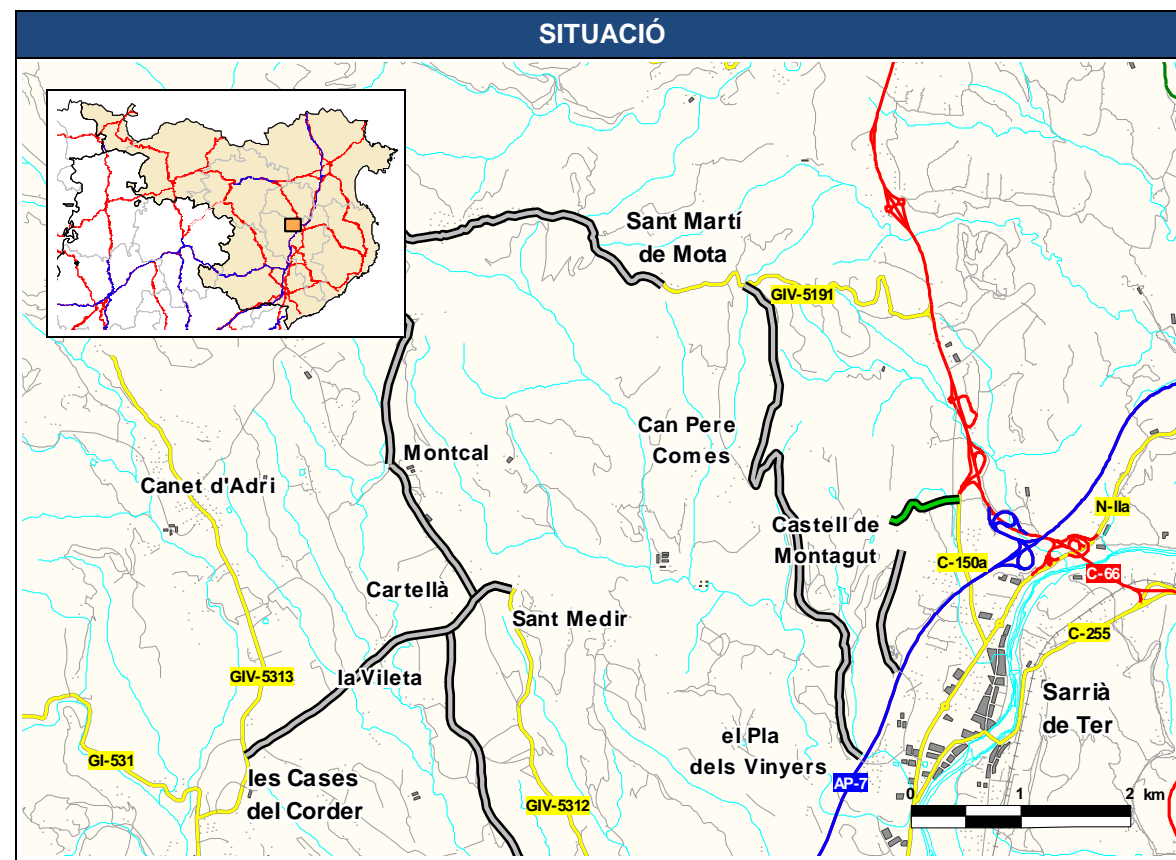 SITUACIÓ
Sant Martí
de Mota
GIV-5191
Can Pere
Comes
Montcal
Canet d'Adri
N-IIa
Castell de
Montagut
C-150a
C-66
Cartellà
Sant Medir
C-255
GIV-5313
la Vileta
Sarrià
de Ter
el Pla
dels Vinyers
GI-531
les Cases
del Corder
AP-7
GIV-5312
0 1 2 km